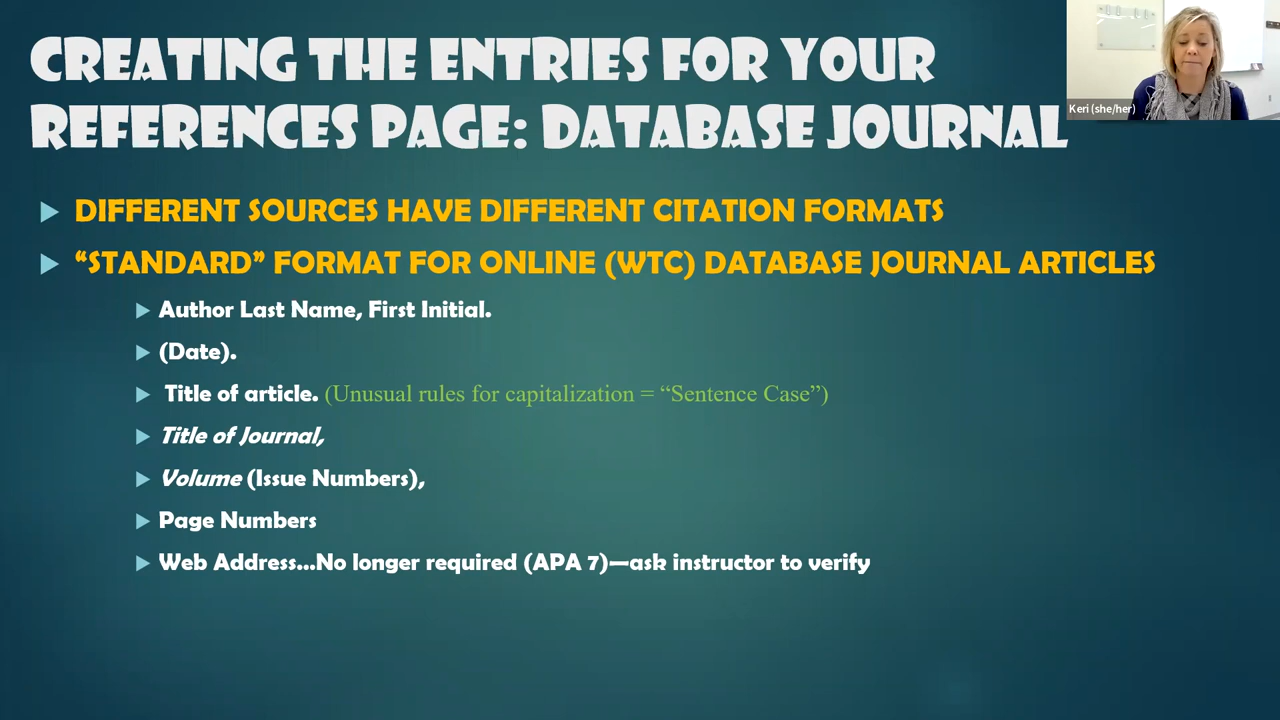 CREATING THE ENTRIES FOR YOUR
REFERENCES PAGE: DATABASE JOURNAL
Keri (she/her)
DIFFERENT SOURCES HAVE DIFFERENT CITATION FORMATS
“STANDARD” FORMAT FOR ONLINE (WTC) DATABASE JOURNAL ARTICLES
Author Last Name, First Initial.
(Date).
Title of article. (Unusual rules for capitalization = “Sentence Case”)
Title of Journal,
Volume (Issue Numbers),
Page Numbers
Web Address...No longer required (APA 7)—ask instructor to verify